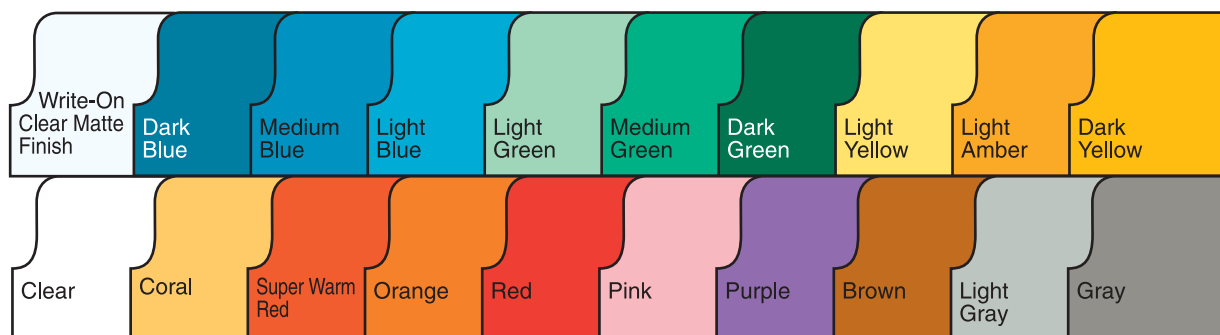 Write-On
Clear Matte
Finish
Dark
Blue
Medium
Blue
Light
Blue
Light
Green
Medium
Green
Dark
Green
Light
Yellow
Light
Amber
Dark
Yellow
Clear
Coral
Super Warm
Red
Orange
Red
Pink
Purple
Brown
Light
Gray
Gray